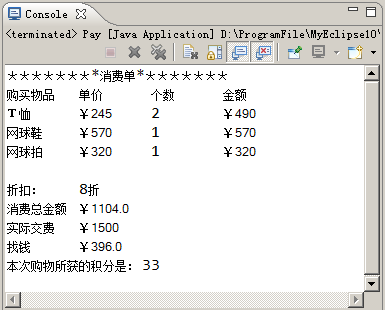 Console
<terminated> Pay [Java Application] D:\ProgramFile\MyEclipse10\
********消费单*********
购买物品 单价 个数 金额
T恤 ￥245 2 ￥490
网球鞋 ￥570 1 ￥570
网球拍 ￥320 1 ￥320
折扣: 8折
消费总金额 ￥1104.0
实际交费 ￥1500
找钱 ￥396.0
本次购物所获的积分是: 33